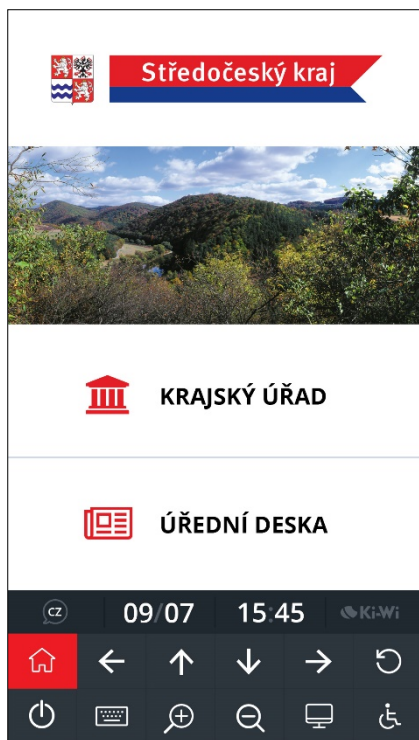 Středočeský kraj
KRAJSKÝ ÚŘAD
ÚŘEDNÍ DESKA
CZ 09/07 15:45 Ki-Wi